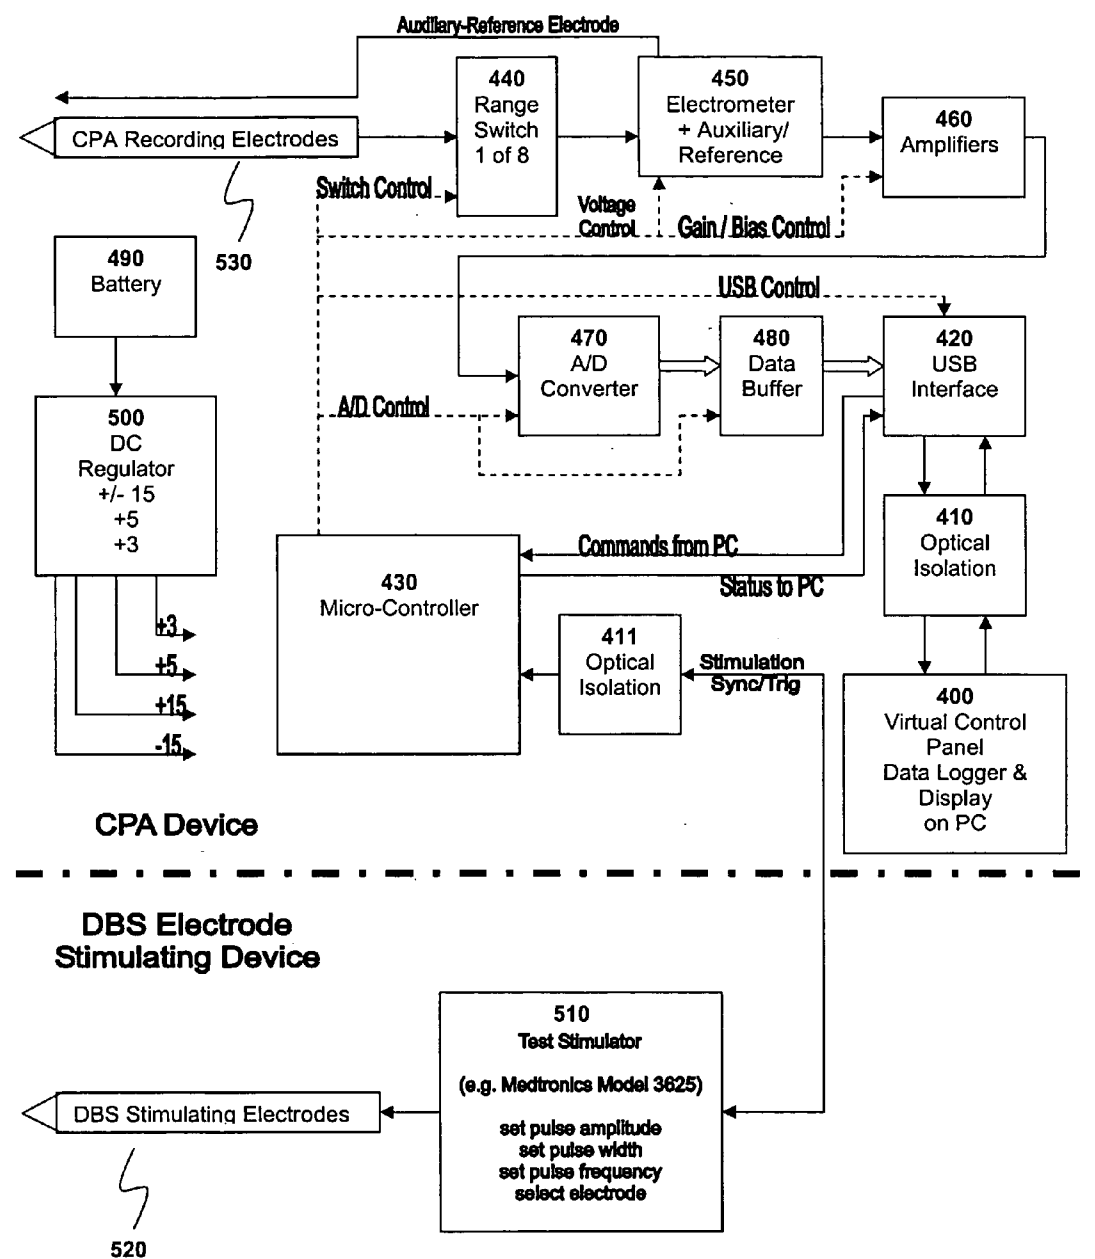 Auxiliary-Reference Electrode
440
Range
Switch
1 of 8
450
Electrometer
+ Auxiliary/
Reference
460
Amplifiers
CPA Recording Electrodes
Switch Control
Voltage
Control
Gain / Bias Control
530
490
Battery
USB Control
470
A/D
Converter
480
Data
Buffer
420
USB
Interface
A/D Control
500
DC
Regulator
+/- 15
+5
+3
410
Optical
Isolation
Commands from PC
430
Micro-Controller
Status to PC
411
Optical
Isolation
Stimulation
Sync/Trig
+3
+5
+15
-15
400
Virtual Control
Panel
Data Logger &
Display
on PC
CPA Device
DBS Electrode
Stimulating Device
510
Test Stimulator
(e.g. Medtronics Model 3625)
set pulse amplitude
set pulse width
set pulse frequency
select electrode
DBS Stimulating Electrodes
520